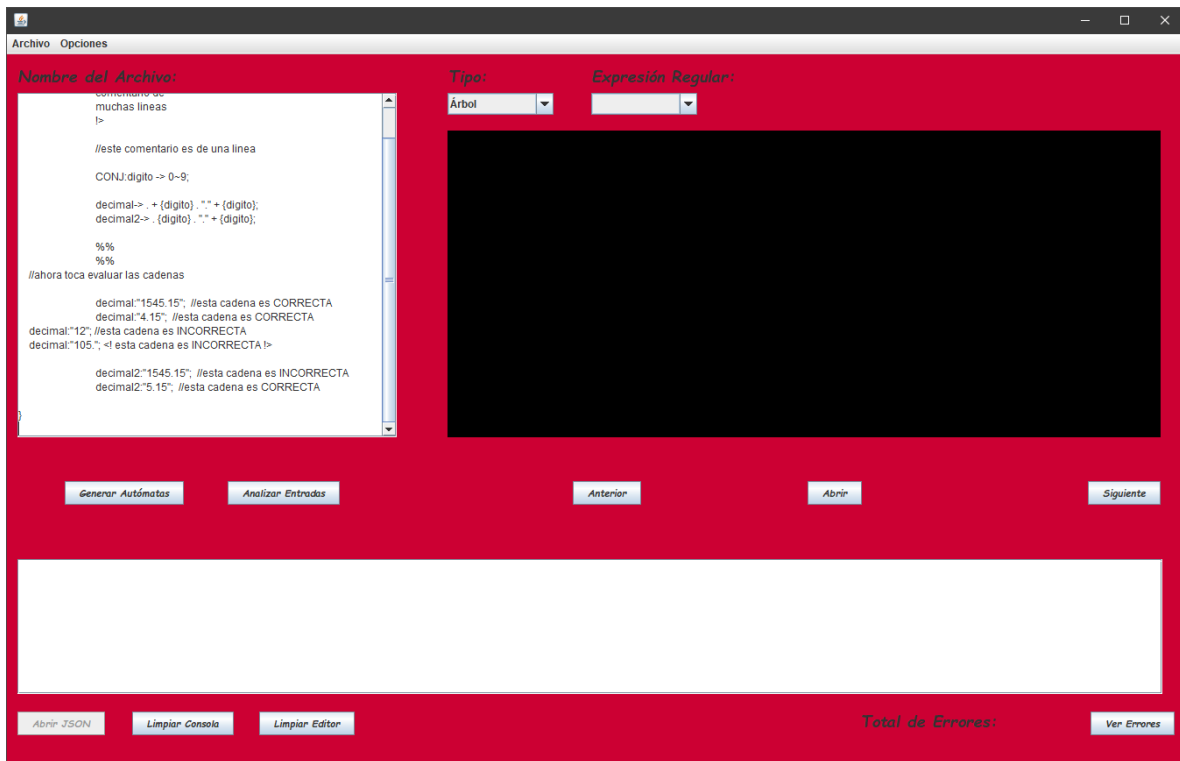 Archivo Opciones
Nombre del Archivo:
Tipo:
Expresión Regular:
Árbol
comentario de
muchas lineas
!>
//este comentario es de una linea
CONJ:digito -> 0~9;
decimal-> . + {digito} . "." + {digito};
decimal2-> . {digito} . "." + {digito};
%%
%%
//ahora toca evaluar las cadenas
decimal:"1545.15"; //esta cadena es CORRECTA
decimal:"4.15"; //esta cadena es CORRECTA
decimal:"12"; //esta cadena es INCORRECTA
decimal:"105."; <! esta cadena es INCORRECTA !>
decimal2:"1545.15"; //esta cadena es INCORRECTA
decimal2:"5.15"; //esta cadena es CORRECTA
}
Generar Autómatas
Analizar Entradas
Anterior
Abrir
Siguiente
Abrir JSON
Limpiar Consola
Limpiar Editor
Total de Errores:
Ver Errores